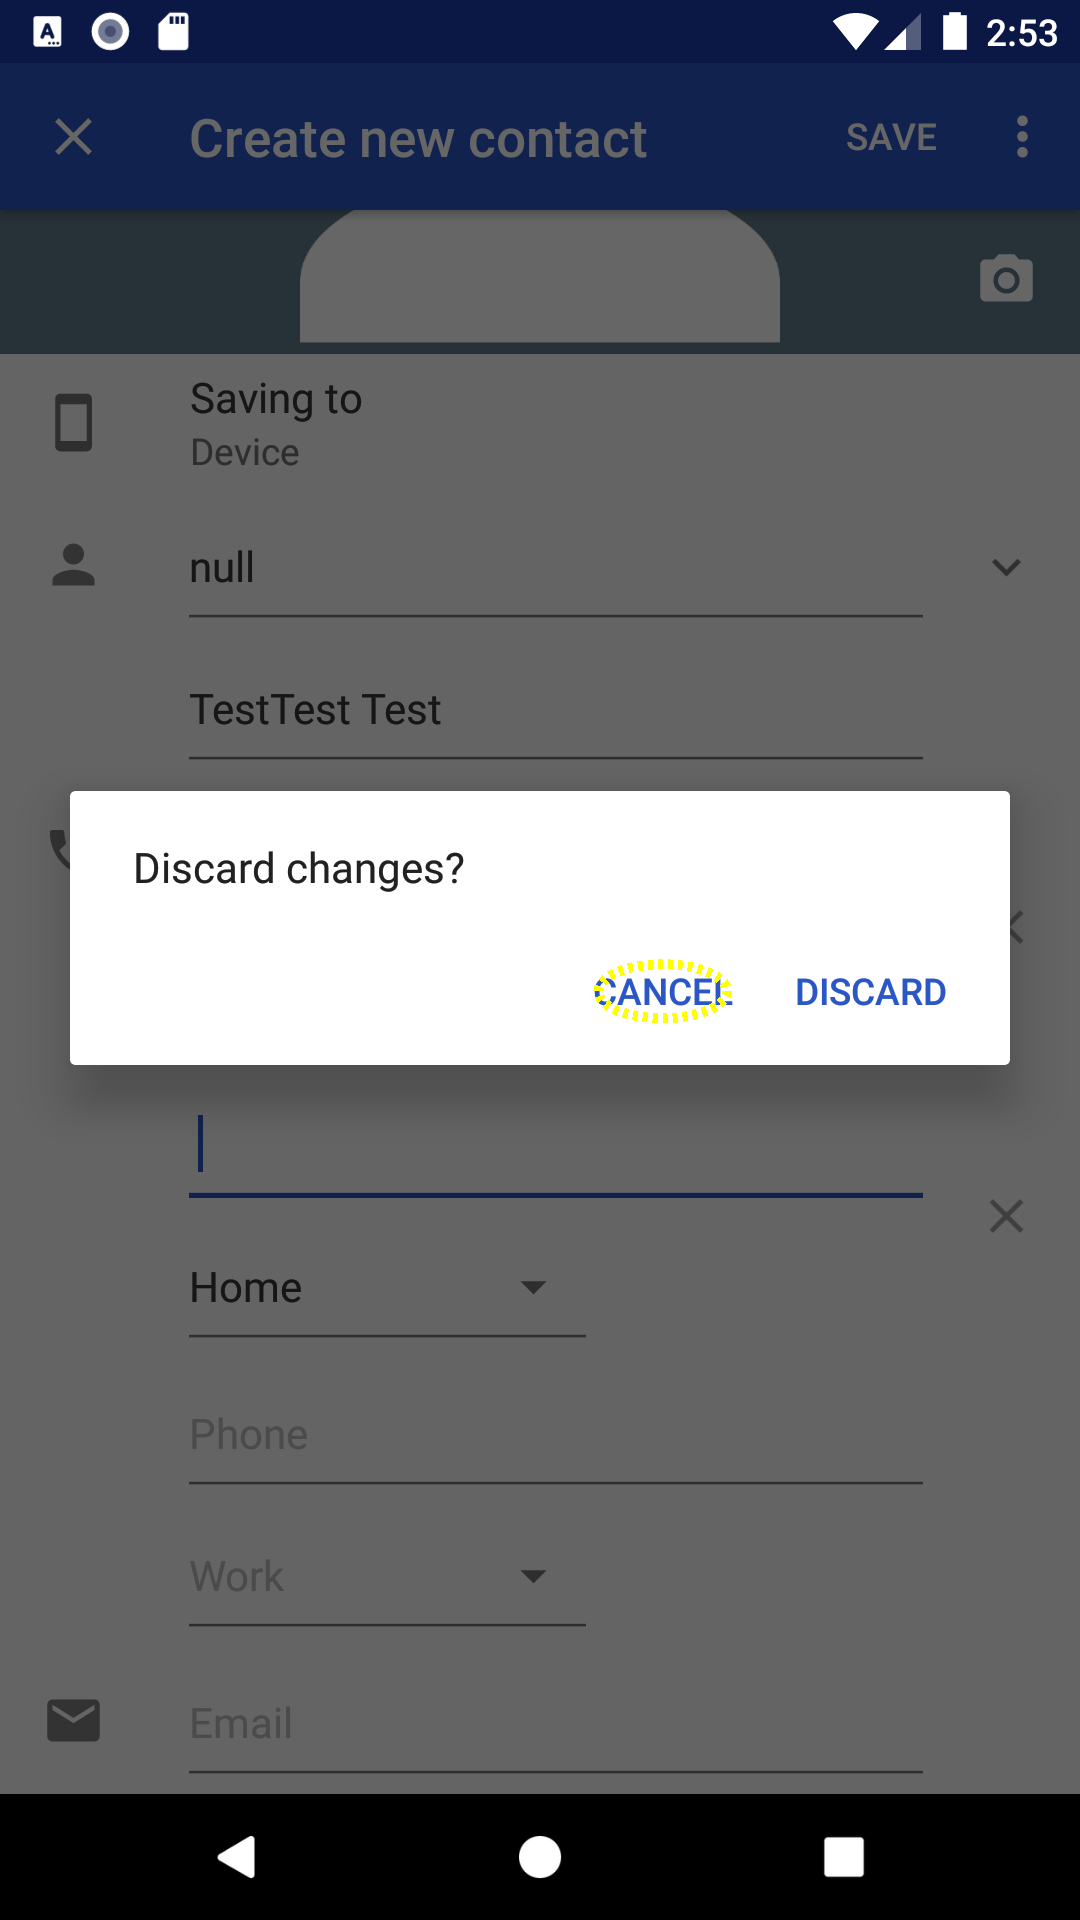 2:53
Create new contact SAVE
Saving to
Device
null
TestTest Test
Discard changes?
CANCEL DISCARD
Home
Phone
Work
Email